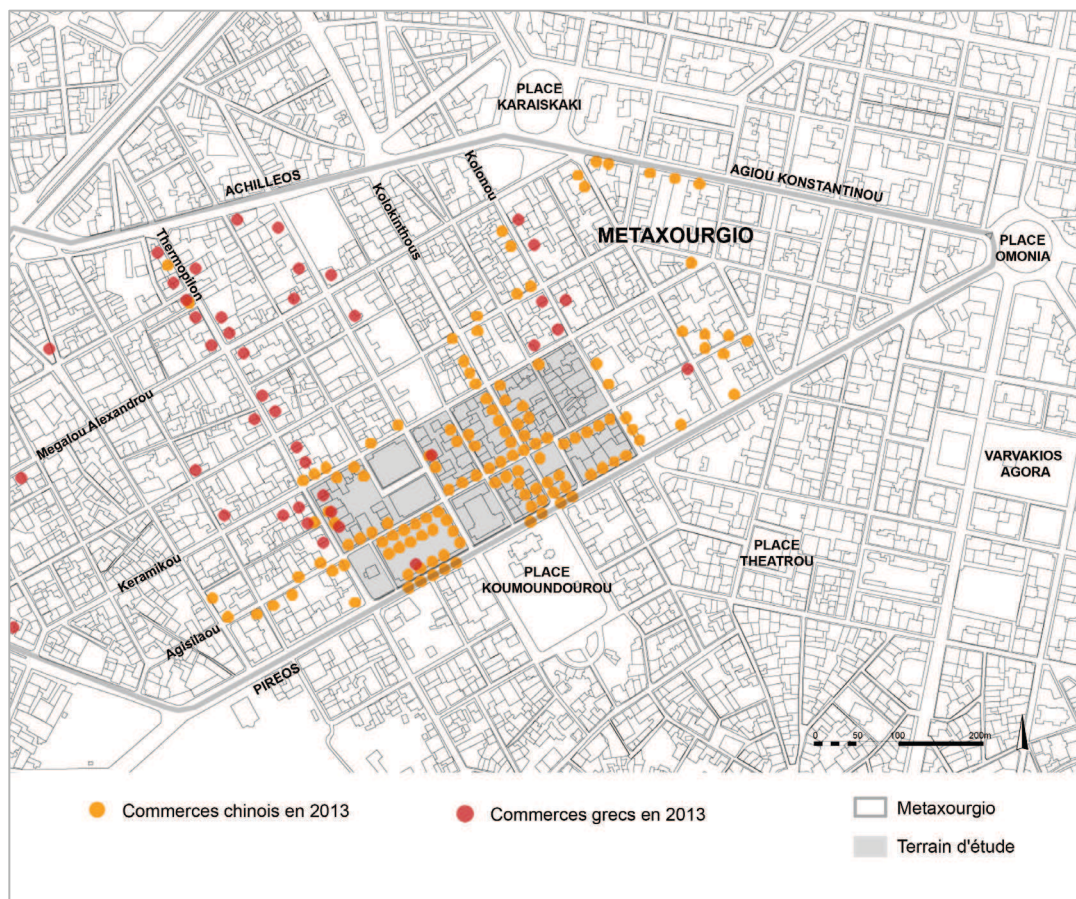 PLACE
KARAISKAKI
ACHILLEOS
Kolonou
AGIOU KONSTANTINOU
Kolokinthous
METAXOURGIO
PLACE
OMONIA
Thermopilon
Megalou Alexandrou
VARVAKIOS
AGORA
PLACE
THEATROU
Keramikou
PLACE
KOUMOUNDOUROU
Agisilaou
PIREOS
0 50 100 200m
Commerces chinois en 2013
Commerces grecs en 2013
Metaxourgio
Terrain d'étude